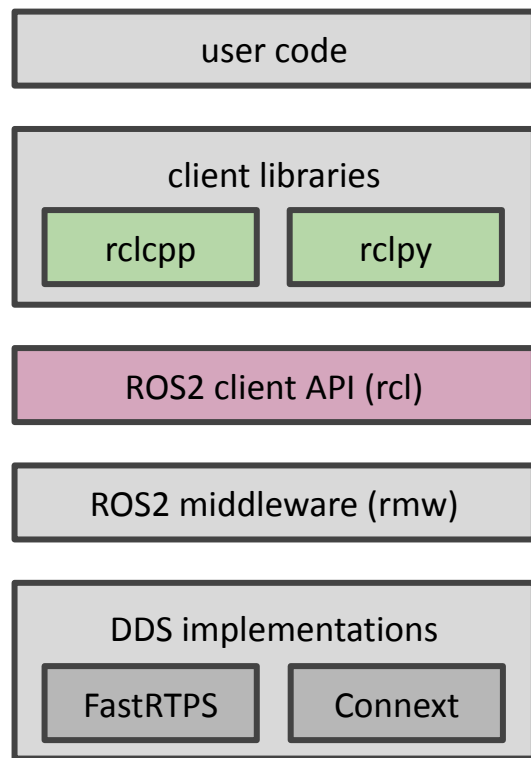 user code
client libraries
rclcpp rclpy
ROS2 client API (rcl)
ROS2 middleware (rmw)
DDS implementations
FastRTPS Connext